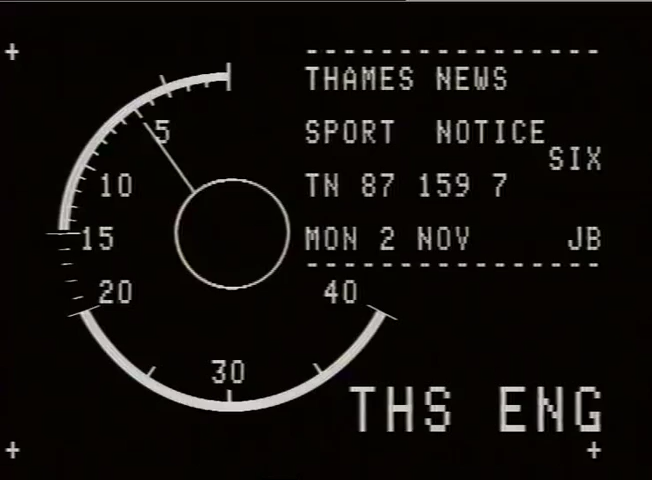 THAMES NEWS
SPORT NOTICE
SIX
TN 87 159 7
MON 2 NOV JB
5
10
15
20
30
40
THS ENG